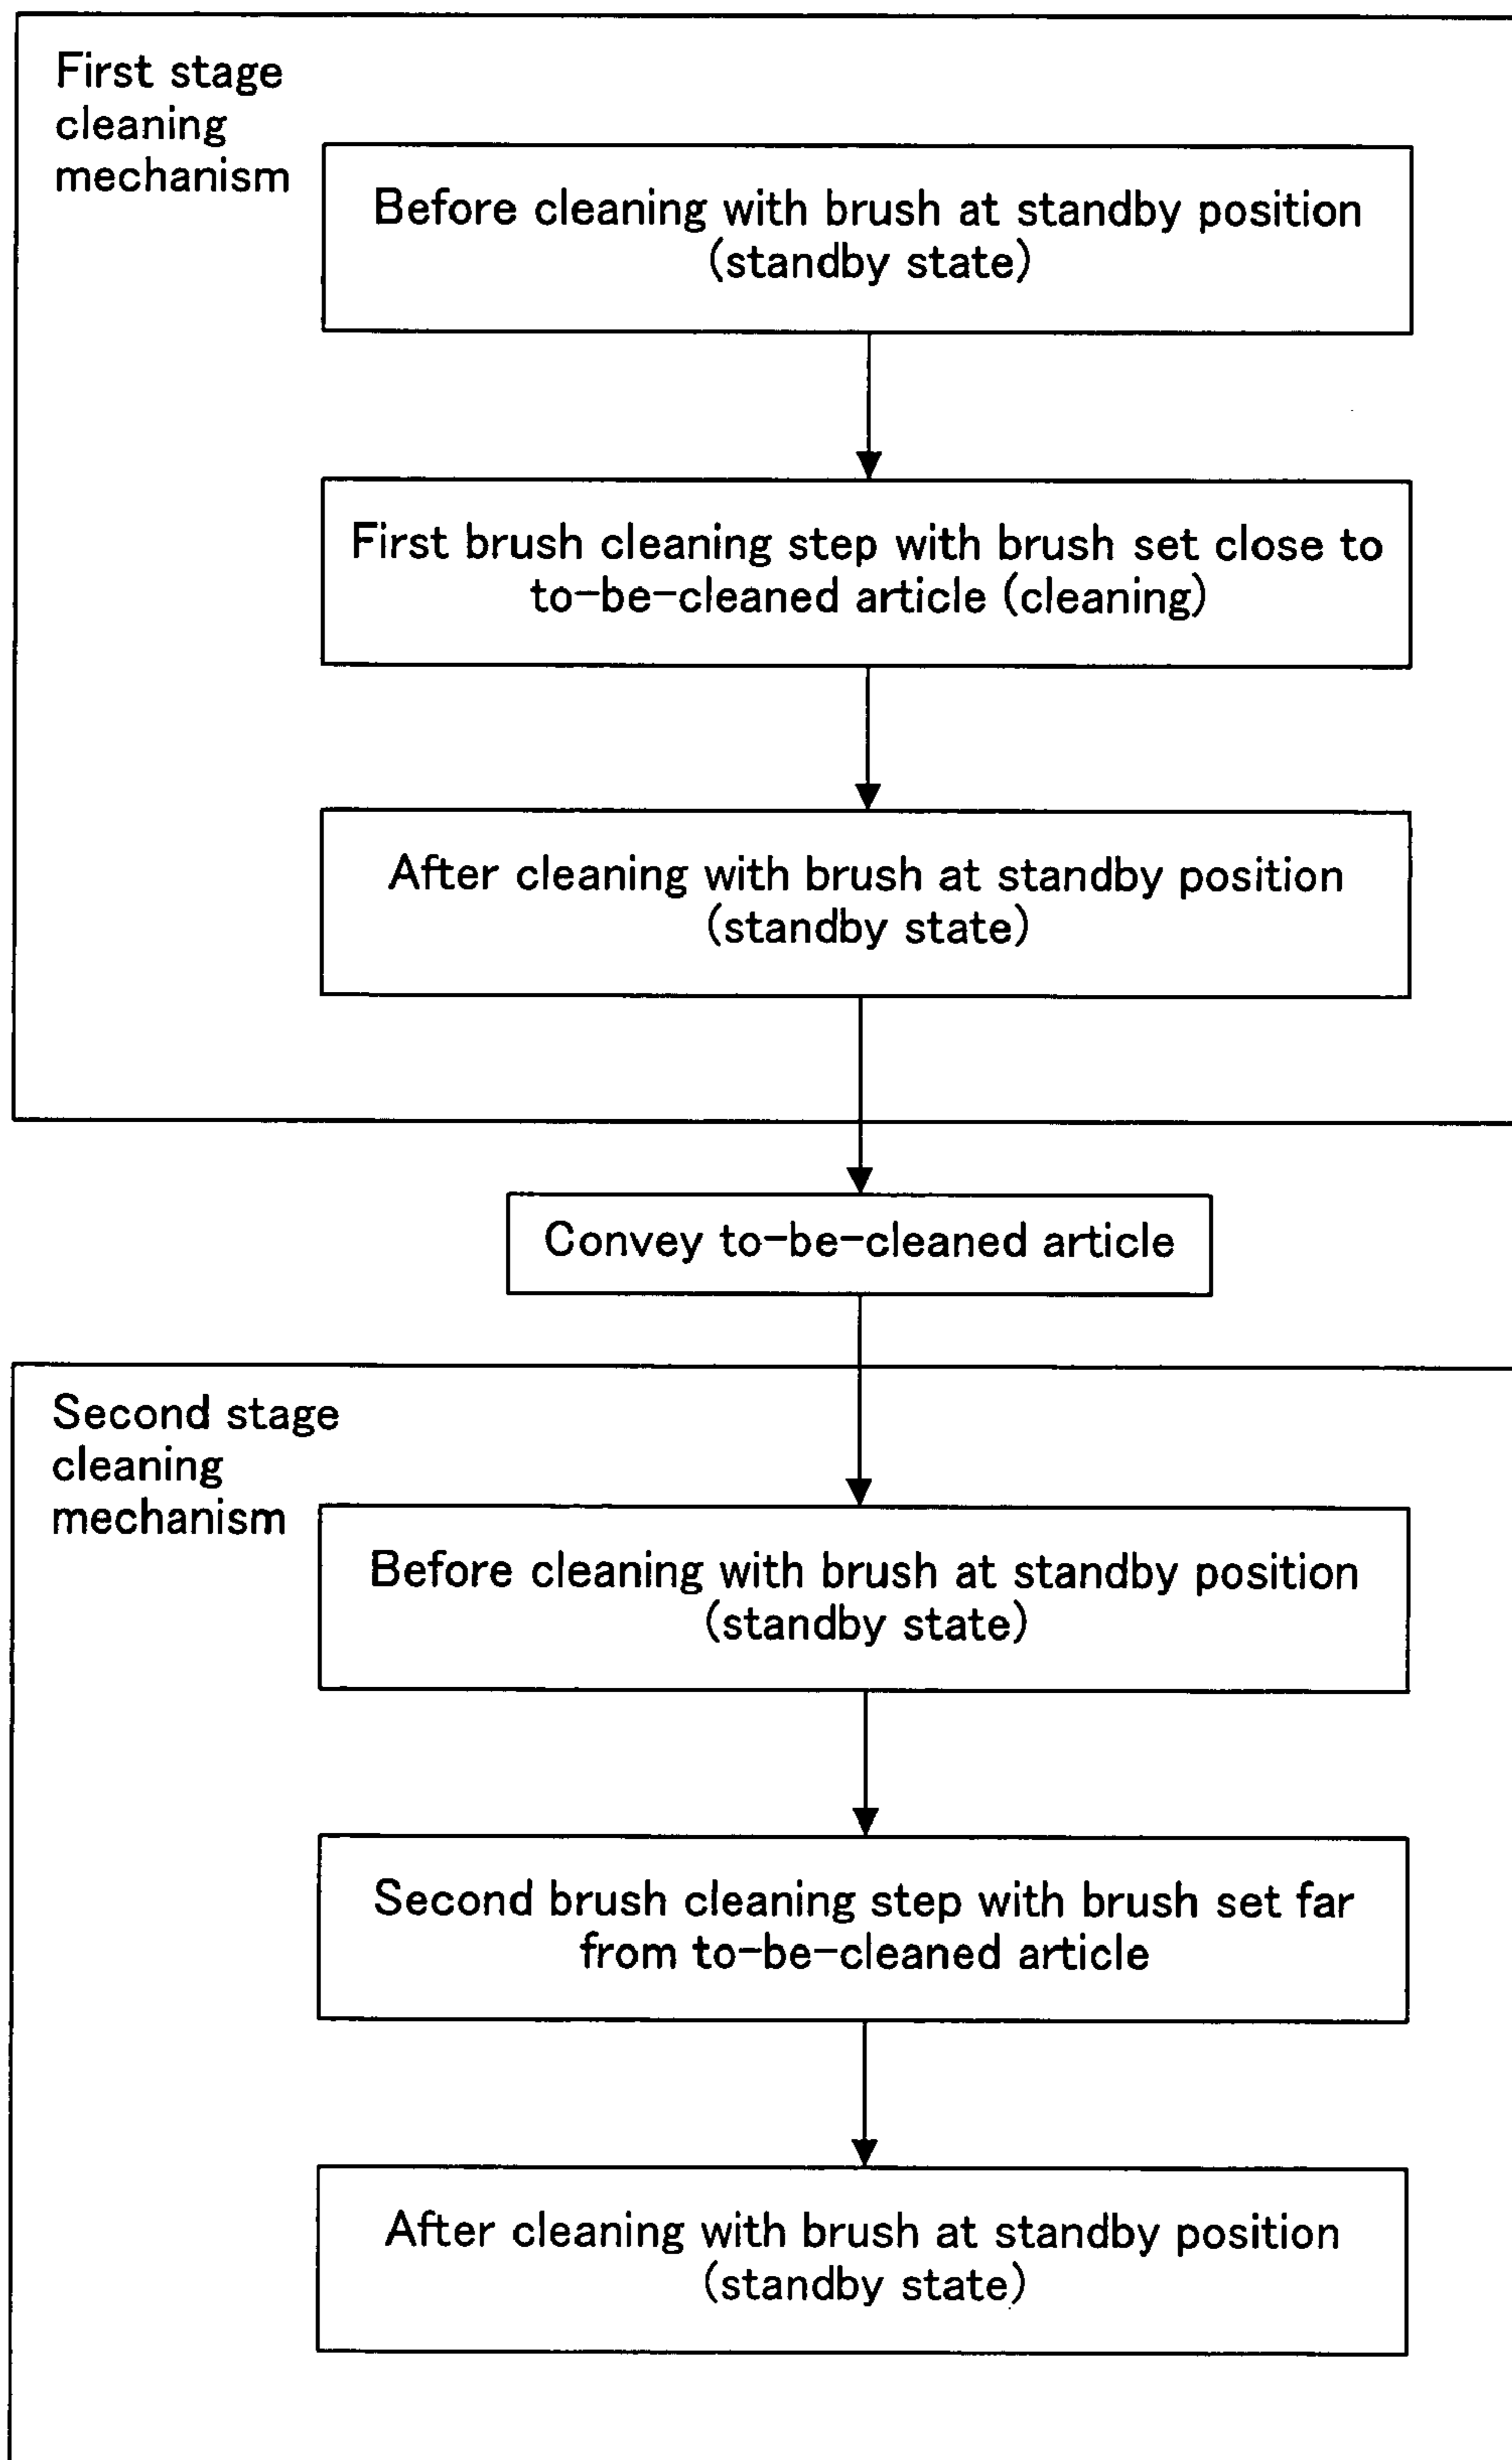 First stage
cleaning
mechanism
Before cleaning with brush at standby position
(standby state)
First brush cleaning step with brush set close to
to-be-cleaned article (cleaning)
After cleaning with brush at standby position
(standby state)
Convey to-be-cleaned article
Second stage
cleaning
mechanism
Before cleaning with brush at standby position
(standby state)
Second brush cleaning step with brush set far
from to-be-cleaned article
After cleaning with brush at standby position
(standby state)